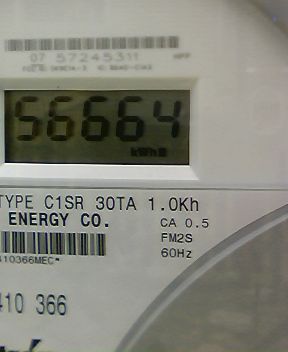 07 57245311
56664
kWh
TYPE C1SR 30TA 1.0Kh
ENERGY CO.
CA 0.5
FM2S
60Hz
410366MEC*
410 366